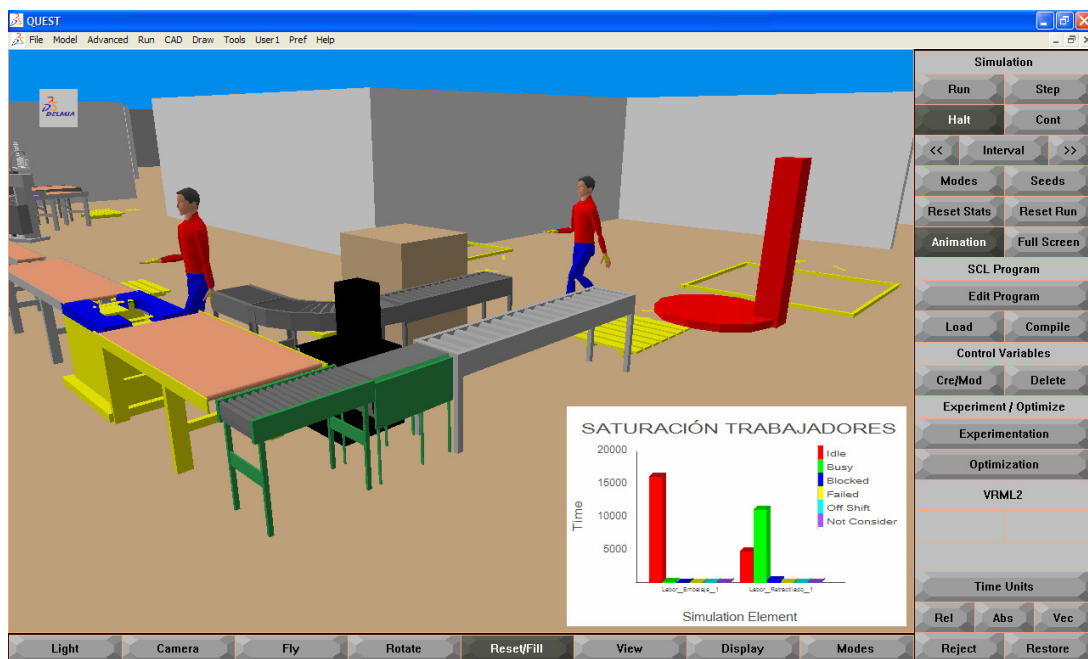 QUEST
File Model Advanced Run CAD Draw Tools User1 Pref Help
DELMIA
Simulation
Run Step
Halt Cont
<< Interval >>
Modes Seeds
Reset Stats Reset Run
Animation Full Screen
SCL Program
Edit Program
Load Compile
Control Variables
Cre/Mod Delete
Experiment / Optimize
Experimentation
Optimization
VRML2
Time Units
Rel Abs Vec
Reject Restore
SATURACIÓN TRABAJADORES
20000
15000
10000
5000
Time
Idle
Busy
Blocked
Failed
Off Shift
Not Consider
Labor_Embalaje_1 Labor_Retractilado_1
Simulation Element
Light Camera Fly Rotate Reset/Fill View Display Modes